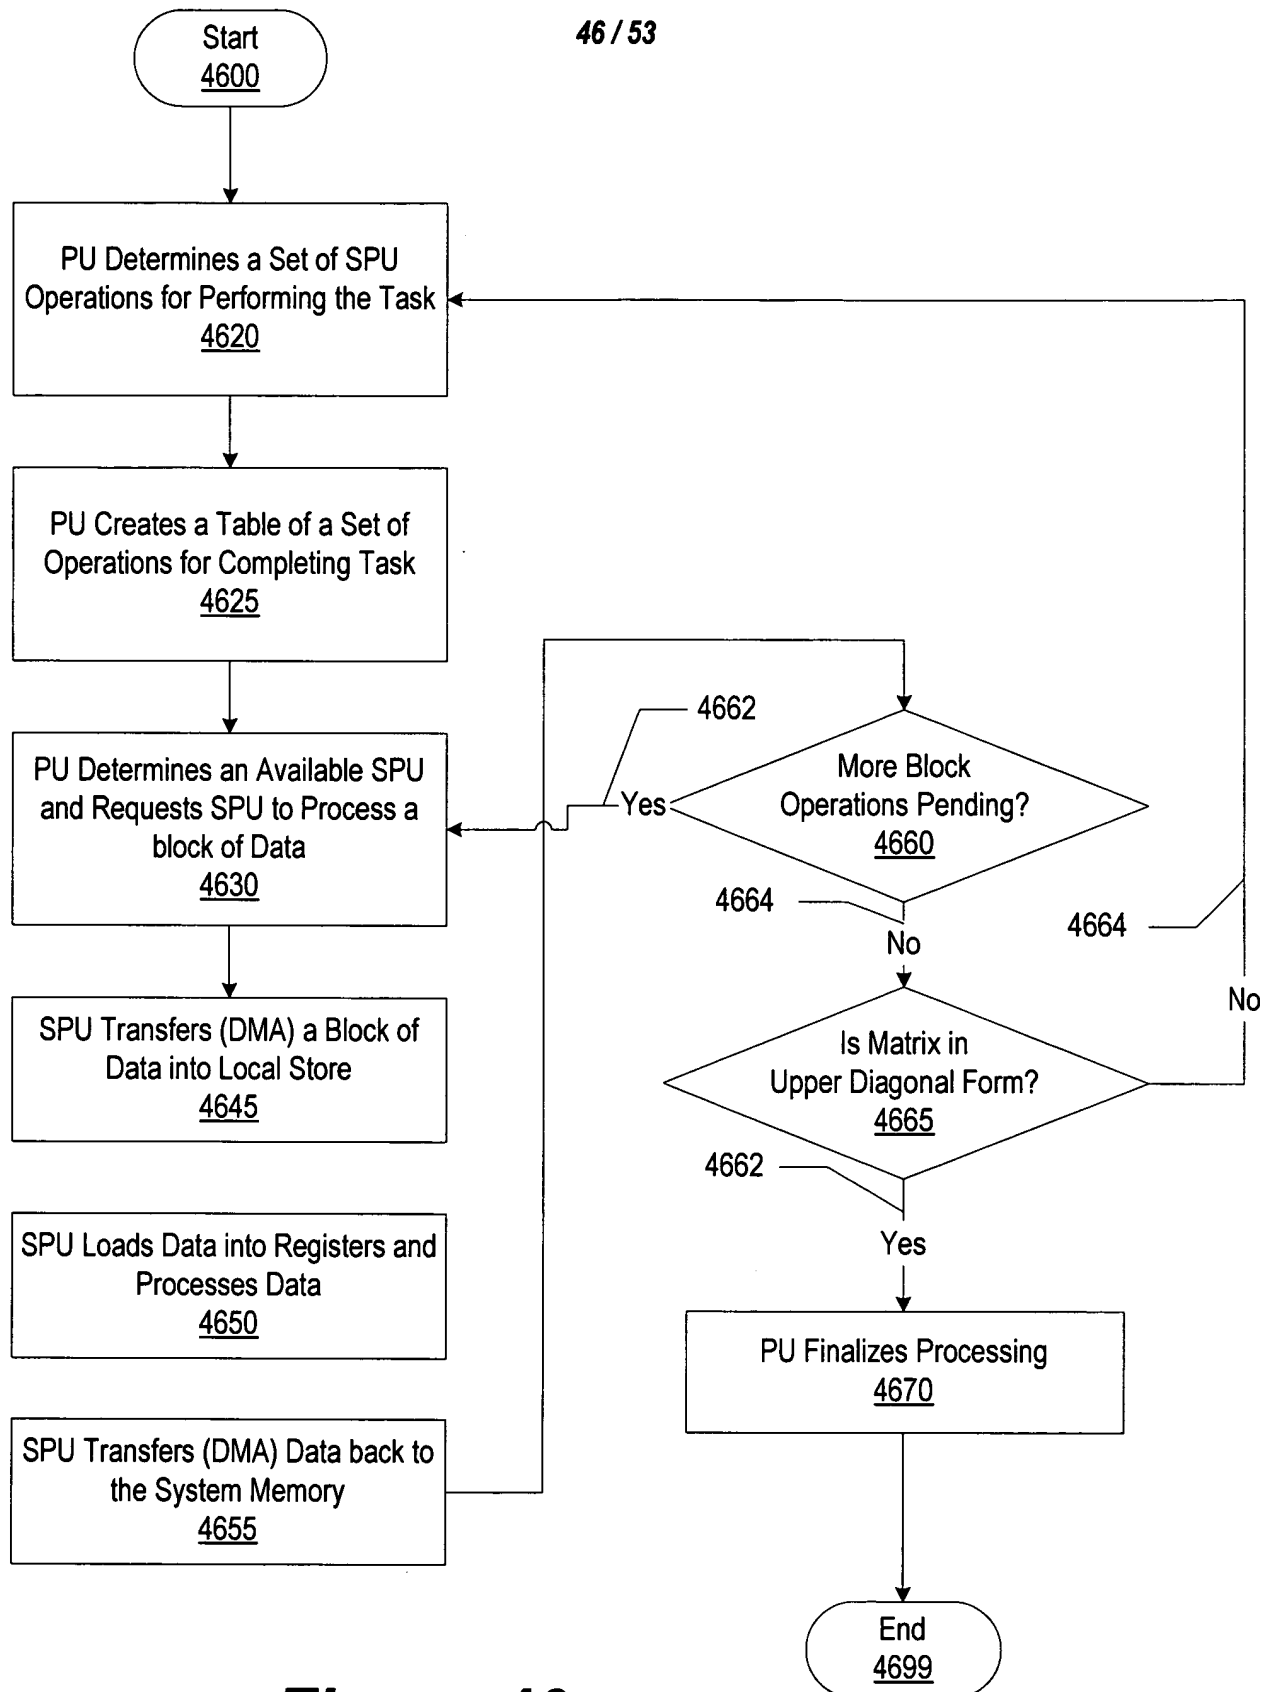 46 / 53
Start
4600
PU Determines a Set of SPU
Operations for Performing the Task
4620
PU Creates a Table of a Set of
Operations for Completing Task
4625
PU Determines an Available SPU
and Requests SPU to Process a
block of Data
4630
SPU Transfers (DMA) a Block of
Data into Local Store
4645
SPU Loads Data into Registers and
Processes Data
4650
SPU Transfers (DMA) Data back to
the System Memory
4655
4662
Yes
More Block
Operations Pending?
4660
4664
No
4664
No
Is Matrix in
Upper Diagonal Form?
4665
4662
Yes
PU Finalizes Processing
4670
End
4699